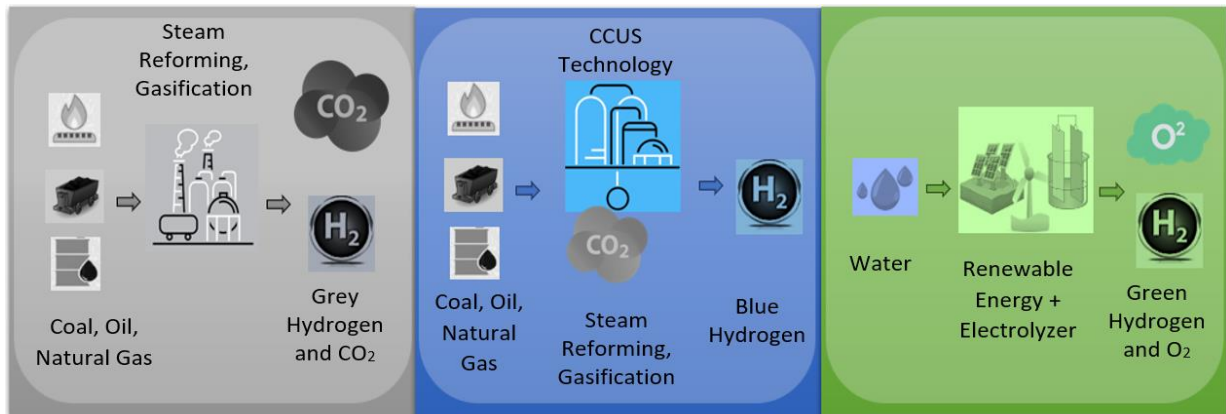 Steam
Reforming,
Gasification
CO₂
H₂
Coal, Oil,
Natural Gas
Grey
Hydrogen
and CO₂
CCUS
Technology
CO₂
H₂
Coal, Oil,
Natural
Gas
Steam
Reforming,
Gasification
Blue
Hydrogen
O²
H₂
Water
Renewable
Energy +
Electrolyzer
Green
Hydrogen
and O₂